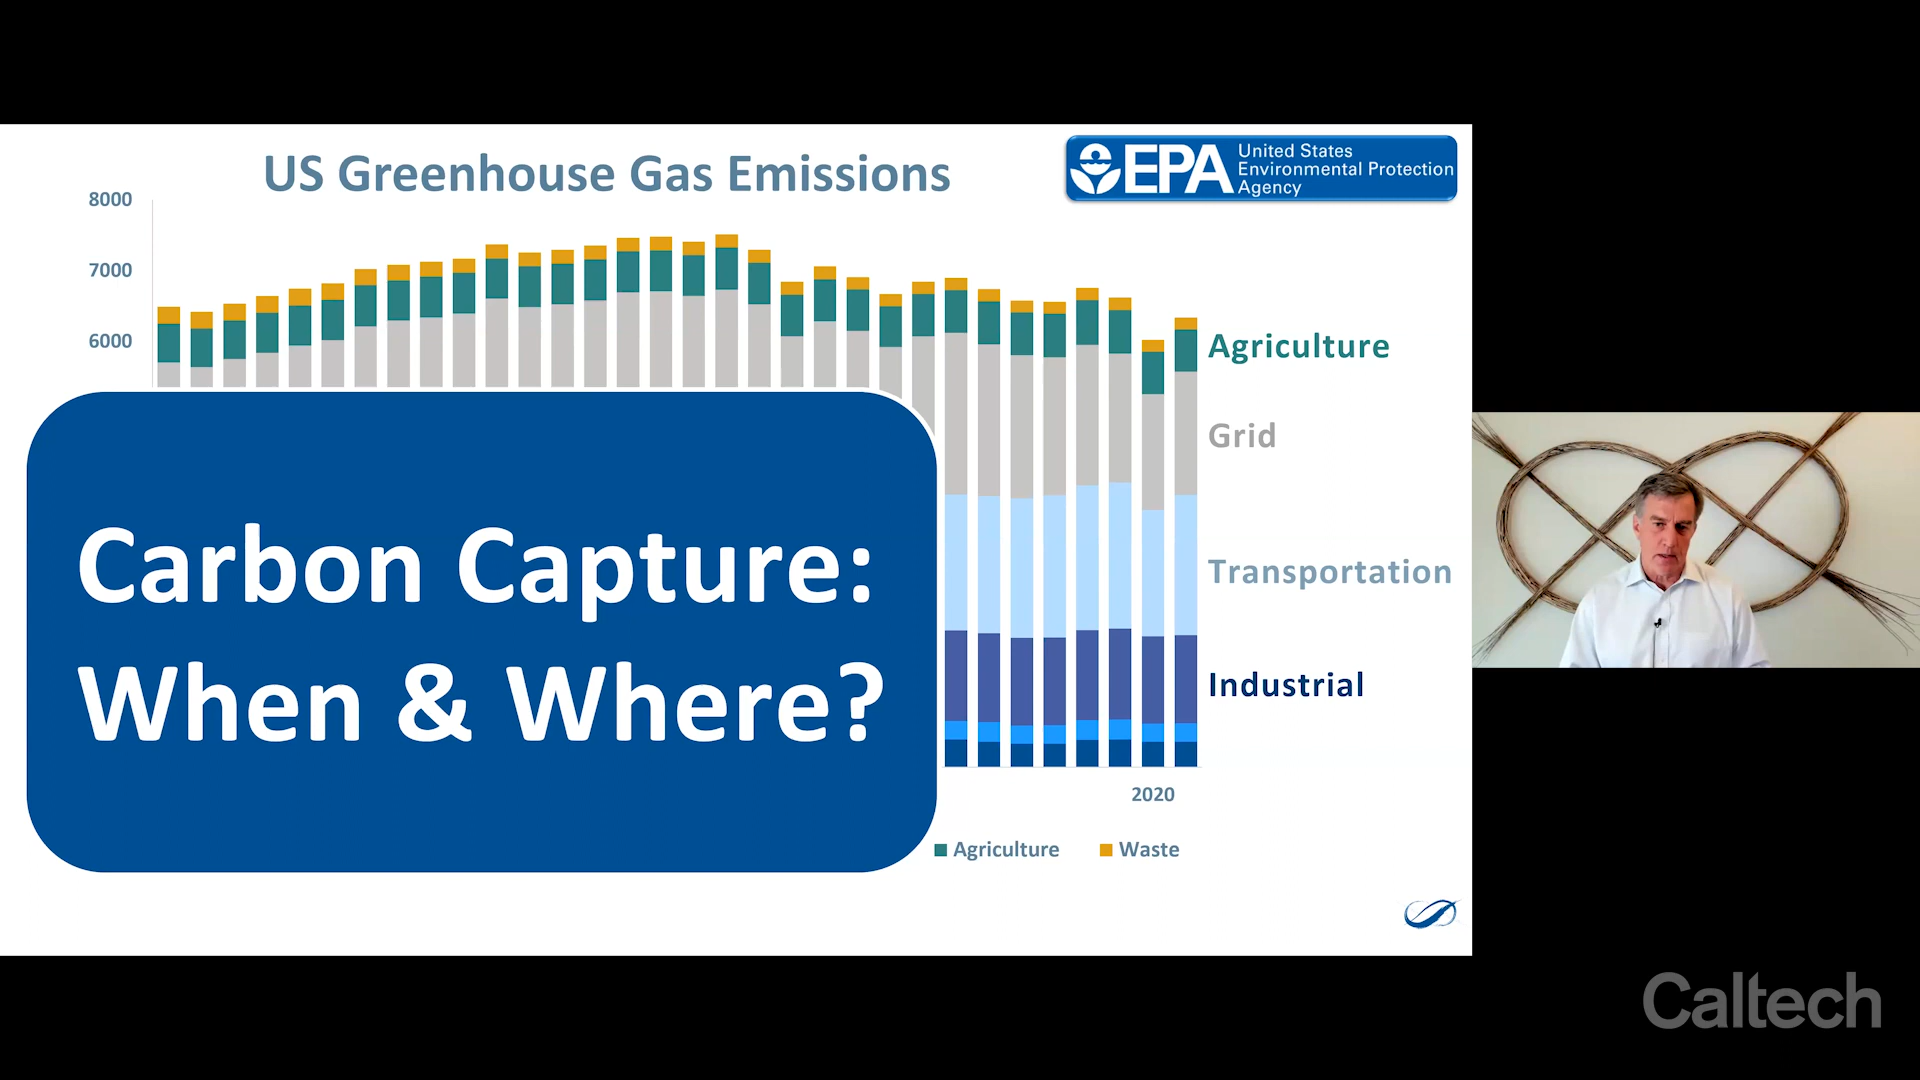 US Greenhouse Gas Emissions
EPA
United States
Environmental Protection
Agency
8000
7000
6000
Agriculture
Grid
Transportation
Industrial
Carbon Capture:
When & Where?
2020
Agriculture
Waste
Caltech